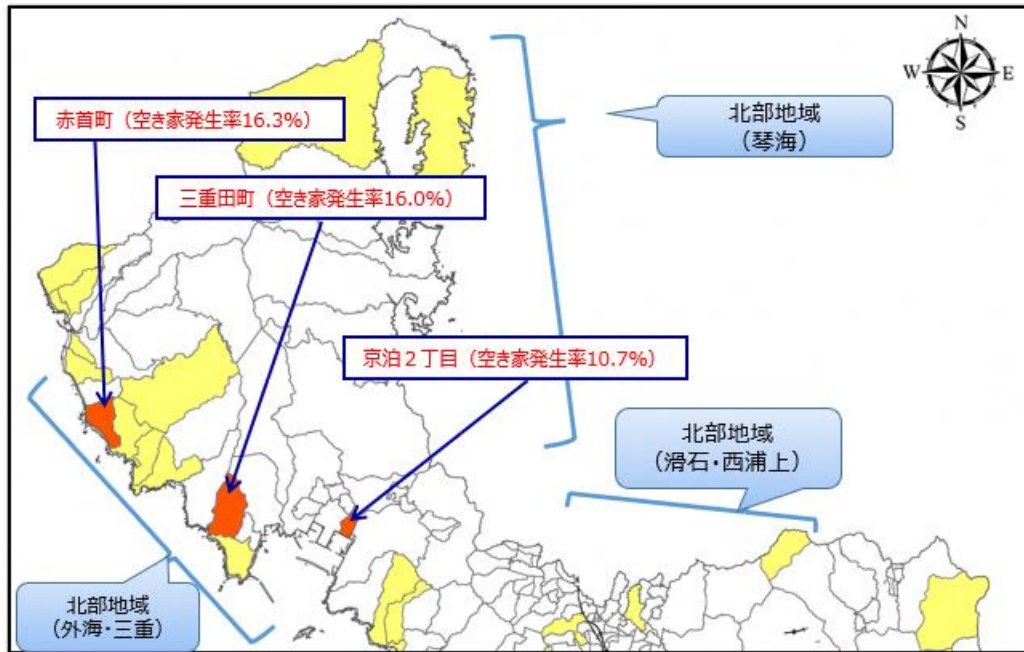 N
W
E
S
北部地域
（琴海）
赤首町（空き家発生率16.3%）
三重田町（空き家発生率16.0%）
京泊２丁目（空き家発生率10.7%）
北部地域
（滑石・西浦上）
北部地域
（外海・三重）